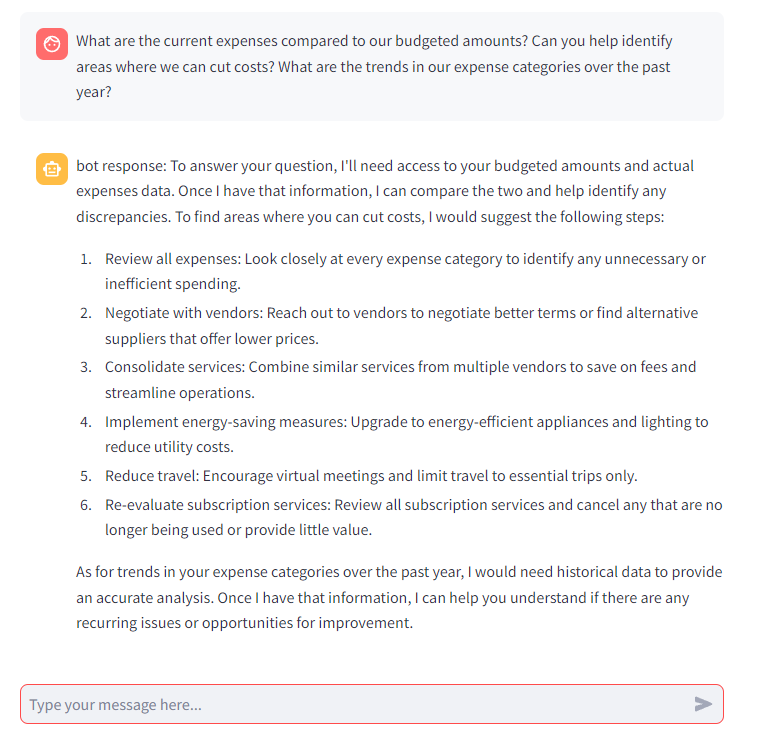 What are the current expenses compared to our budgeted amounts? Can you help identify
areas where we can cut costs? What are the trends in our expense categories over the past
year?
bot response: To answer your question, I'll need access to your budgeted amounts and actual
expenses data. Once I have that information, I can compare the two and help identify any
discrepancies. To find areas where you can cut costs, I would suggest the following steps:
1. Review all expenses: Look closely at every expense category to identify any unnecessary or
inefficient spending.
2. Negotiate with vendors: Reach out to vendors to negotiate better terms or find alternative
suppliers that offer lower prices.
3. Consolidate services: Combine similar services from multiple vendors to save on fees and
streamline operations.
4. Implement energy-saving measures: Upgrade to energy-efficient appliances and lighting to
reduce utility costs.
5. Reduce travel: Encourage virtual meetings and limit travel to essential trips only.
6. Re-evaluate subscription services: Review all subscription services and cancel any that are no
longer being used or provide little value.
As for trends in your expense categories over the past year, I would need historical data to provide
an accurate analysis. Once I have that information, I can help you understand if there are any
recurring issues or opportunities for improvement.
Type your message here...